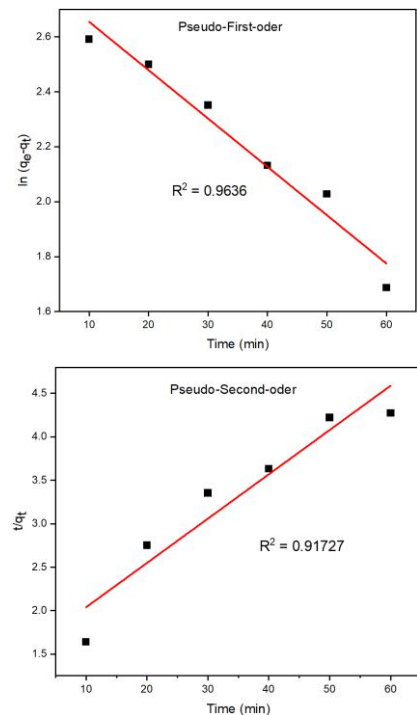 Pseudo-First-oder
2.6
2.4
2.2
2.0
1.8
1.6
ln (qe-qt)
R² = 0.9636
10 20 30 40 50 60
Time (min)
Pseudo-Second-oder
4.5
4.0
3.5
3.0
2.5
2.0
1.5
t/qt
R² = 0.91727
10 20 30 40 50 60
Time (min)